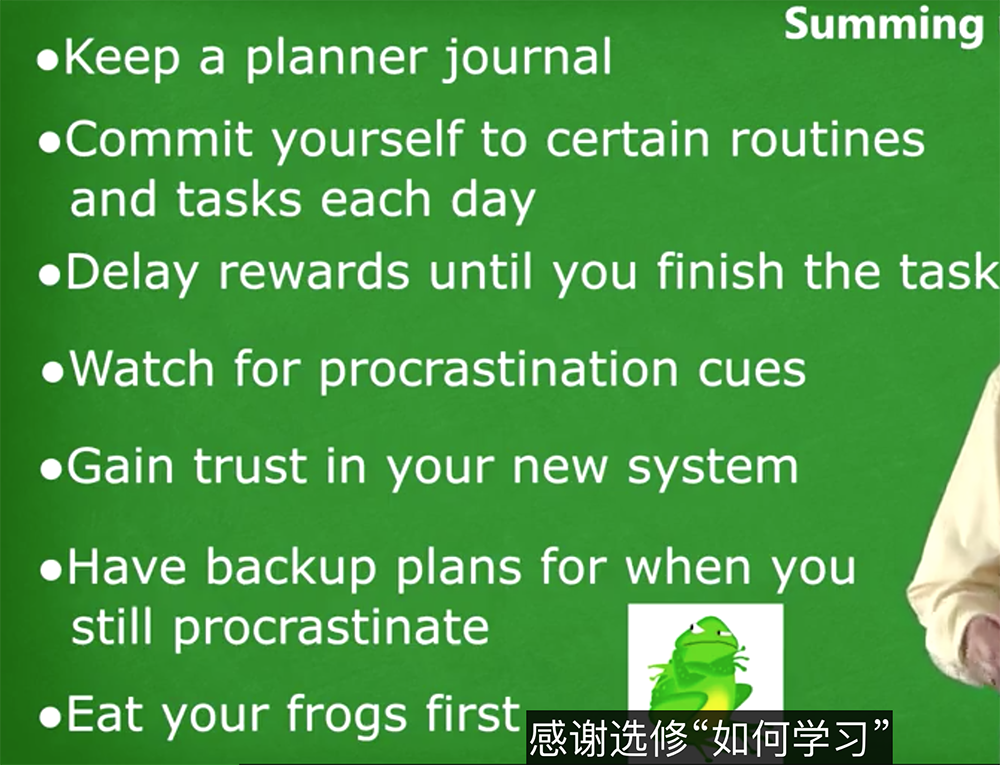 Summing
●Keep a planner journal
●Commit yourself to certain routines
and tasks each day
●Delay rewards until you finish the task
●Watch for procrastination cues
●Gain trust in your new system
●Have backup plans for when you
still procrastinate
●Eat your frogs first
感谢选修“如何学习”